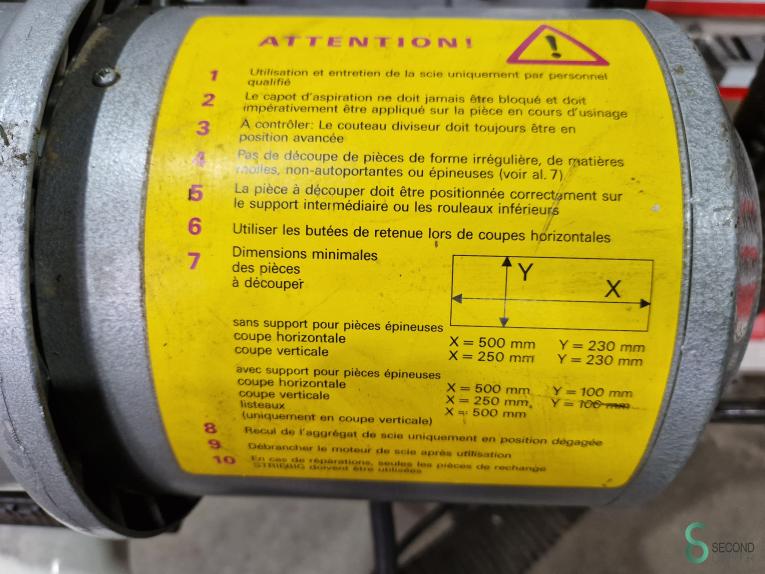 ATTENTION!
1 Utilisation et entretien de la scie uniquement par personnel
qualifié
2 Le capot d'aspiration ne doit jamais être bloqué et doit
impérativement être appliqué sur la pièce en cours d'usinage
3 A contrôler: Le couteau diviseur doit toujours être en
position avancée
4 Pas de découpe de pièces de forme irrégulière, de matières
molles, non-autoportantes ou épineuses (voir al. 7)
5 La pièce à découper doit être positionnée correctement sur
le support intermédiaire ou les rouleaux inférieurs
6 Utiliser les butées de retenue lors de coupes horizontales
7 Dimensions minimales
des pièces
à découper
Y
X
sans support pour pièces épineuses
coupe horizontale X = 500 mm Y = 230 mm
coupe verticale X = 250 mm Y = 230 mm
avec support pour pièces épineuses
coupe horizontale X = 500 mm Y = 100 mm
coupe verticale X = 250 mm, Y = 100 mm
listeaux X = 500 mm
(uniquement en coupe verticale)
8 Recul de l'aggrégat de scie uniquement en position dégagée
9 Débrancher le moteur de scie après utilisation
10 En cas de réparations, seules les pièces de rechange
STRIEBIG doivent être utilisées
SECOND